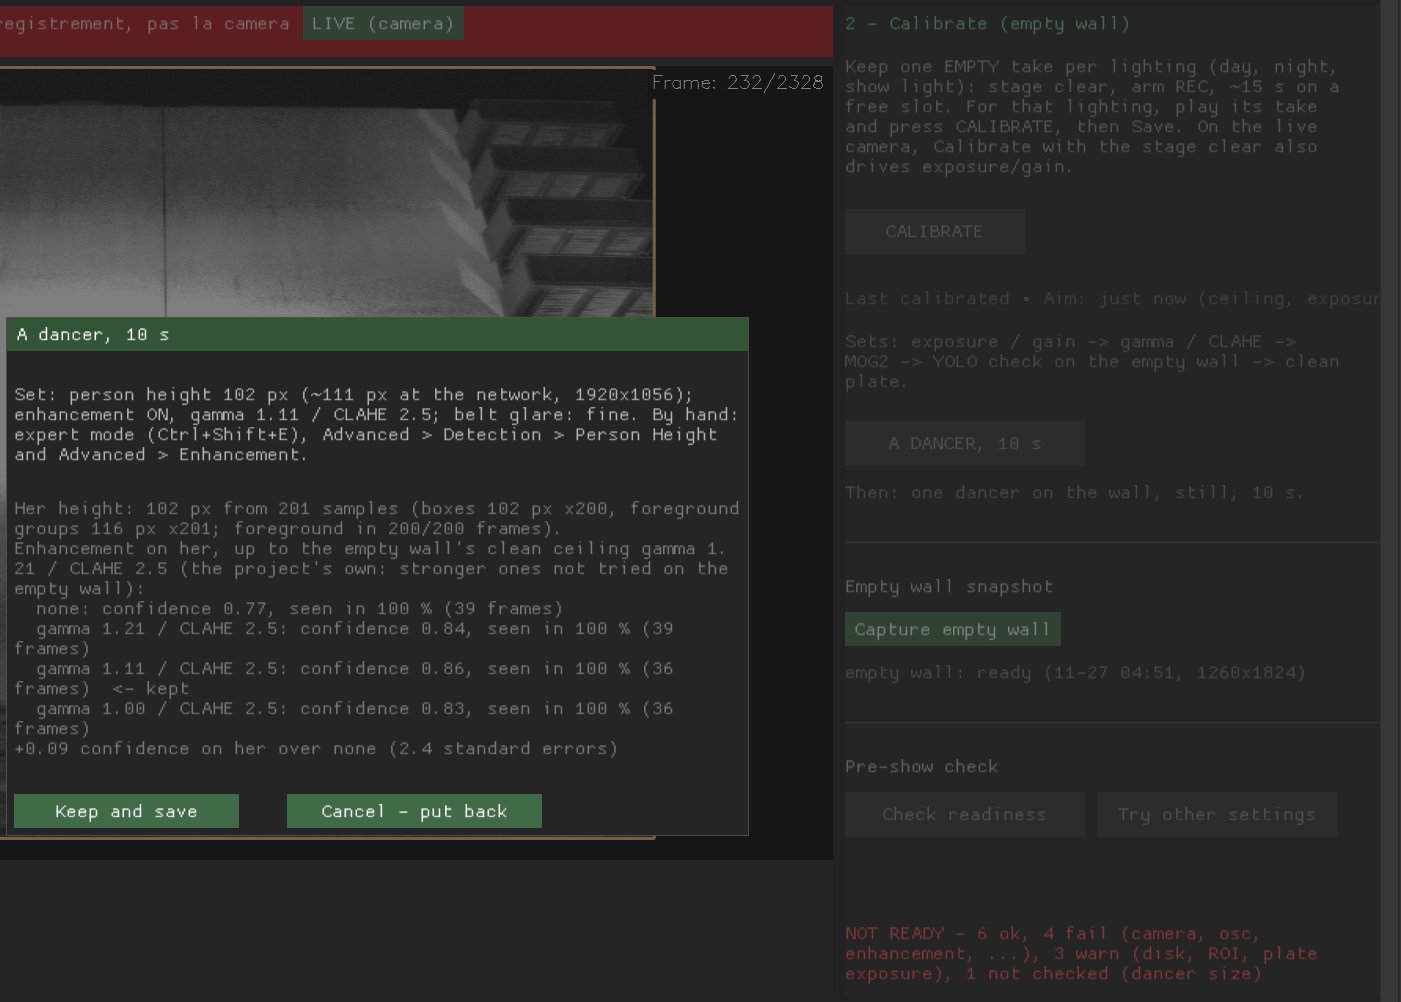 registrement, pas la camera LIVE (camera)
Frame: 232/2328
A dancer, 10 s
Set: person height 102 px (~111 px at the network, 1920x1056);
enhancement ON, gamma 1.11 / CLAHE 2.5; belt glare: fine. By hand:
expert mode (Ctrl+Shift+E), Advanced > Detection > Person Height
and Advanced > Enhancement.
Her height: 102 px from 201 samples (boxes 102 px x200, foreground
groups 116 px x201; foreground in 200/200 frames).
Enhancement on her, up to the empty wall's clean ceiling gamma 1.
21 / CLAHE 2.5 (the project's own: stronger ones not tried on the
empty wall):
none: confidence 0.77, seen in 100 % (39 frames)
gamma 1.21 / CLAHE 2.5: confidence 0.84, seen in 100 % (39
frames)
gamma 1.11 / CLAHE 2.5: confidence 0.86, seen in 100 % (36
frames) <- kept
gamma 1.00 / CLAHE 2.5: confidence 0.83, seen in 100 % (36
frames)
+0.09 confidence on her over none (2.4 standard errors)
Keep and save
Cancel - put back
2 - Calibrate (empty wall)
Keep one EMPTY take per lighting (day, night,
show light): stage clear, arm REC, ~15 s on a
free slot. For that lighting, play its take
and press CALIBRATE, then Save. On the live
camera, Calibrate with the stage clear also
drives exposure/gain.
CALIBRATE
Last calibrated • Aim: just now (ceiling, exposur
Sets: exposure / gain -> gamma / CLAHE ->
MOG2 -> YOLO check on the empty wall -> clean
plate.
A DANCER, 10 s
Then: one dancer on the wall, still, 10 s.
Empty wall snapshot
Capture empty wall
empty wall: ready (11-27 04:51, 1260x1824)
Pre-show check
Check readiness
Try other settings
NOT READY - 6 ok, 4 fail (camera, osc,
enhancement, ...), 3 warn (disk, ROI, plate
exposure), 1 not checked (dancer size)